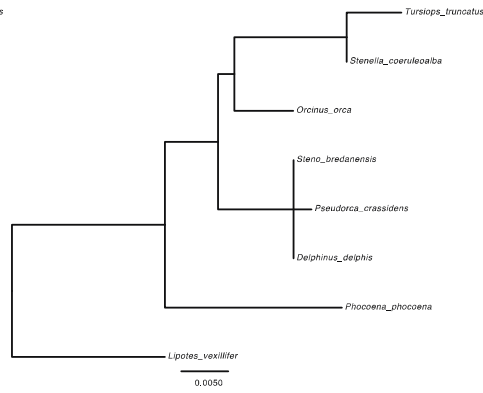 s
Tursiops_truncatus
Stenella_coeruleoalba
Orcinus_orca
Steno_bredanensis
Pseudorca_crassidens
Delphinus_delphis
Phocoena_phocoena
Lipotes_vexillifer
0.0050